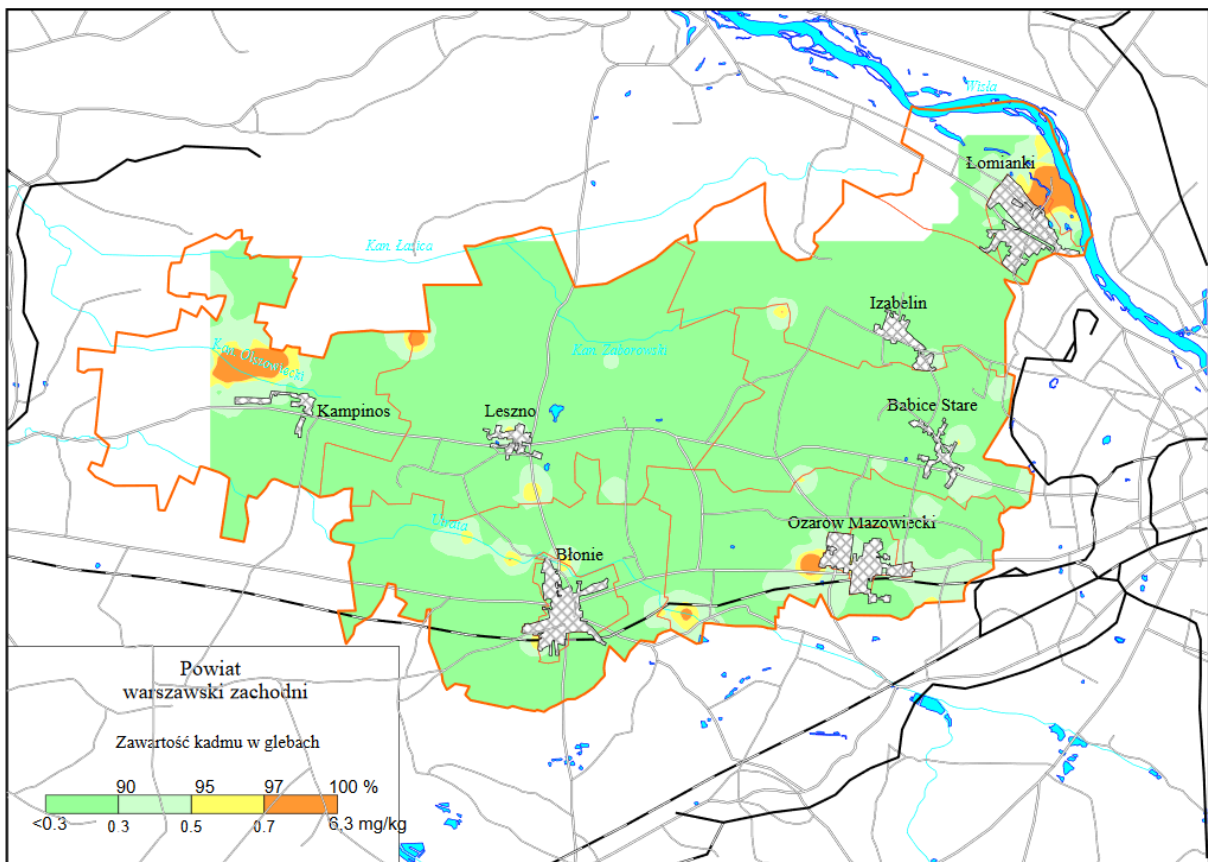 Wisła
Łomianki
Kan. Łasica
Izabelin
Kan. Zaborowski
Kan. Olszowiecki
Kampinos
Leszno
Babice Stare
Utrata
Ozarów Mazowiecki
Błonie
Powiat
warszawski zachodni
Zawartość kadmu w glebach
90 95 97 100 %
<0.3 0.3 0.5 0.7 6,3 mg/kg